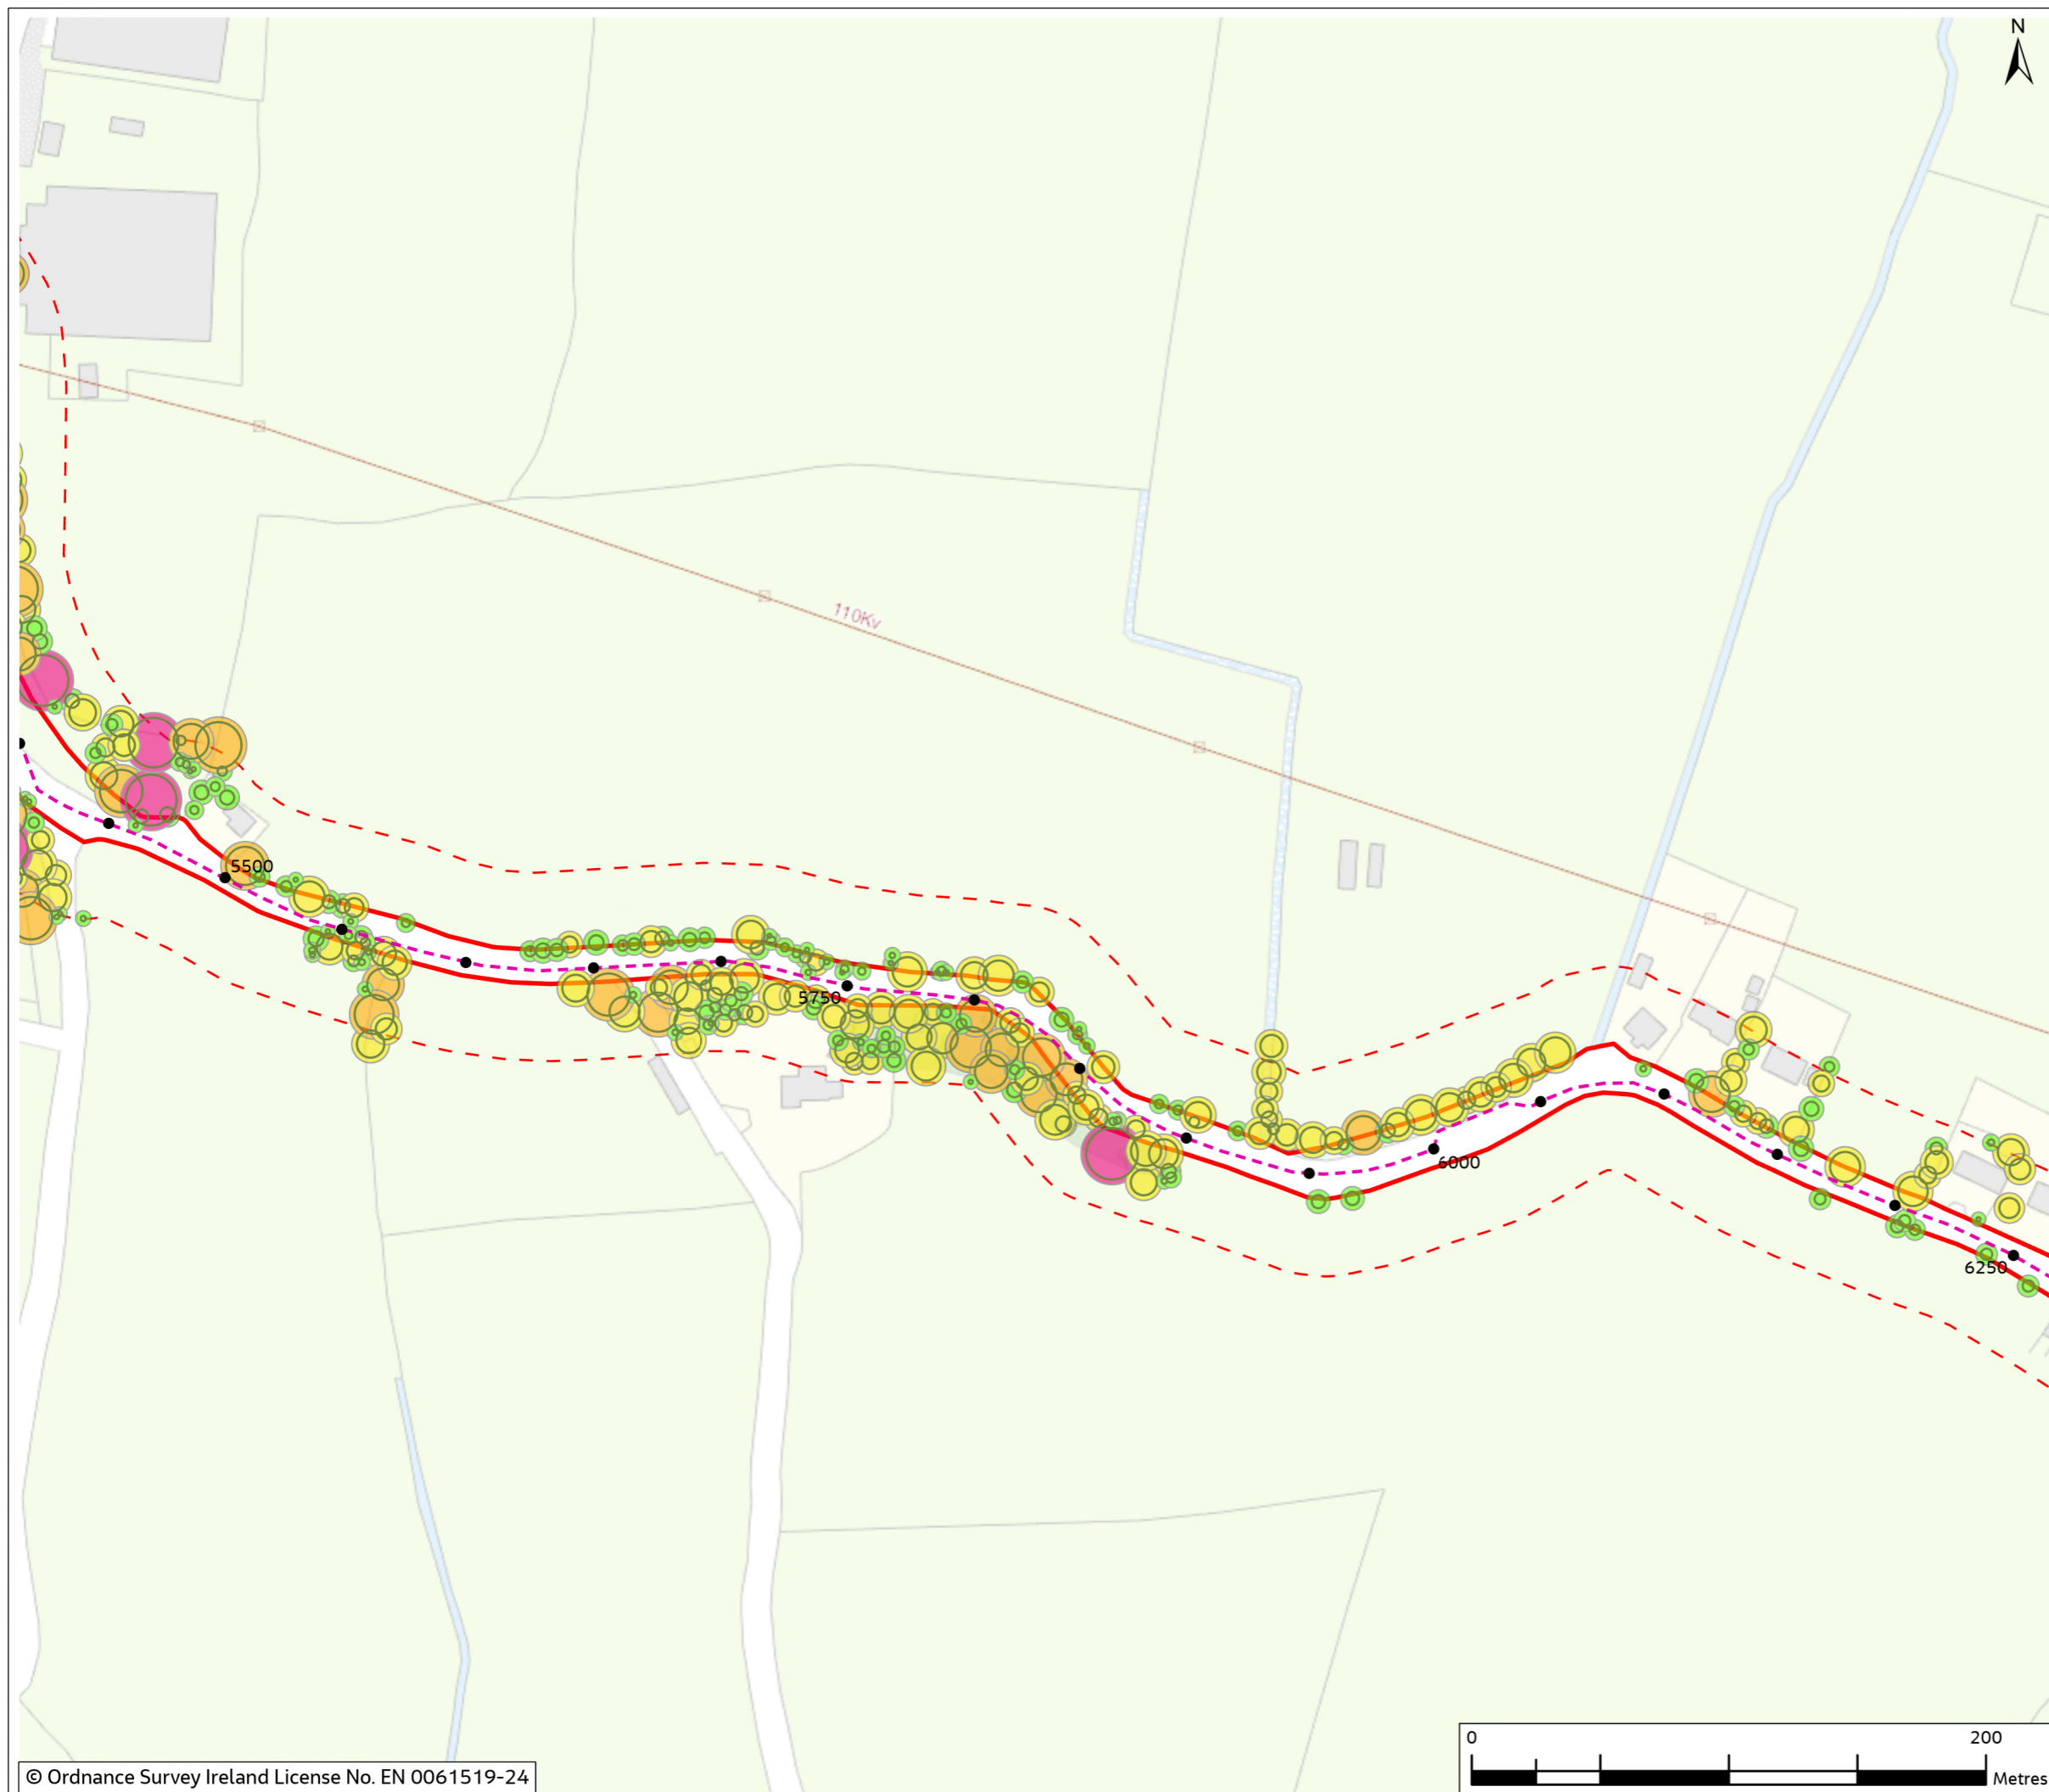 N
110Kv
5500
5750
6000
6250
0 200
Metres
© Ordnance Survey Ireland License No. EN 0061519-24